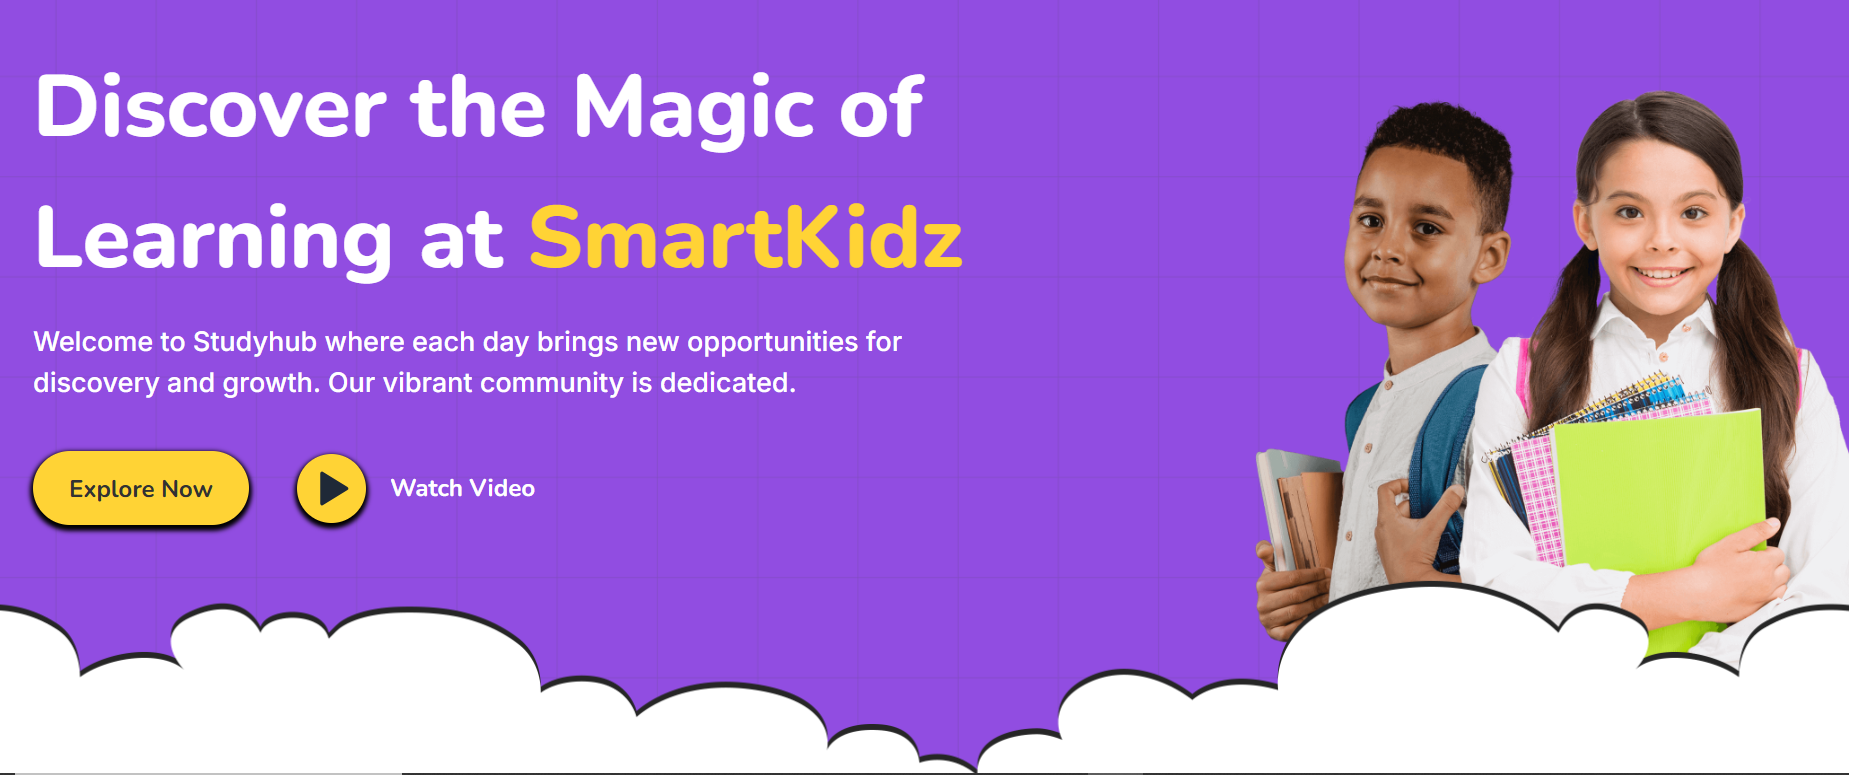 Discover the Magic of
Learning at SmartKidz
Welcome to Studyhub where each day brings new opportunities for
discovery and growth. Our vibrant community is dedicated.
Explore Now
Watch Video